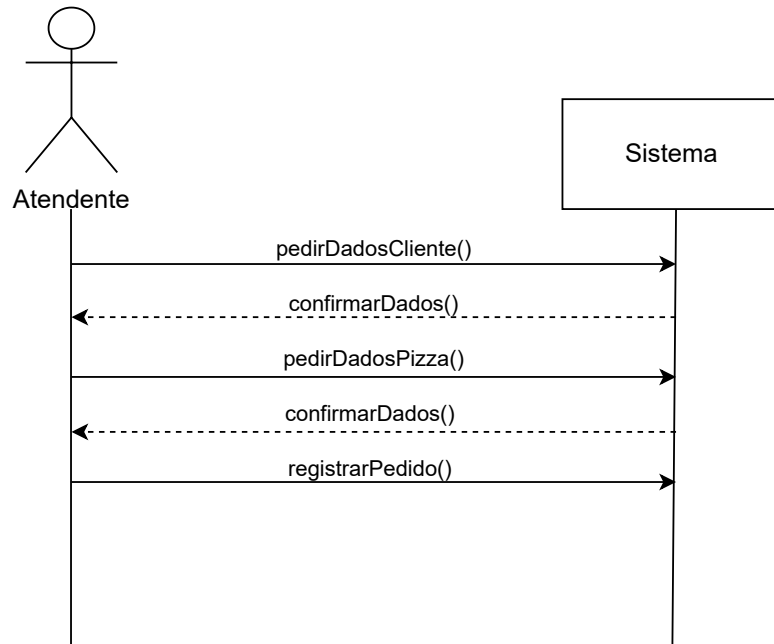 Sistema
Atendente
pedirDadosCliente()
confirmarDados()
pedirDadosPizza()
confirmarDados()
registrarPedido()